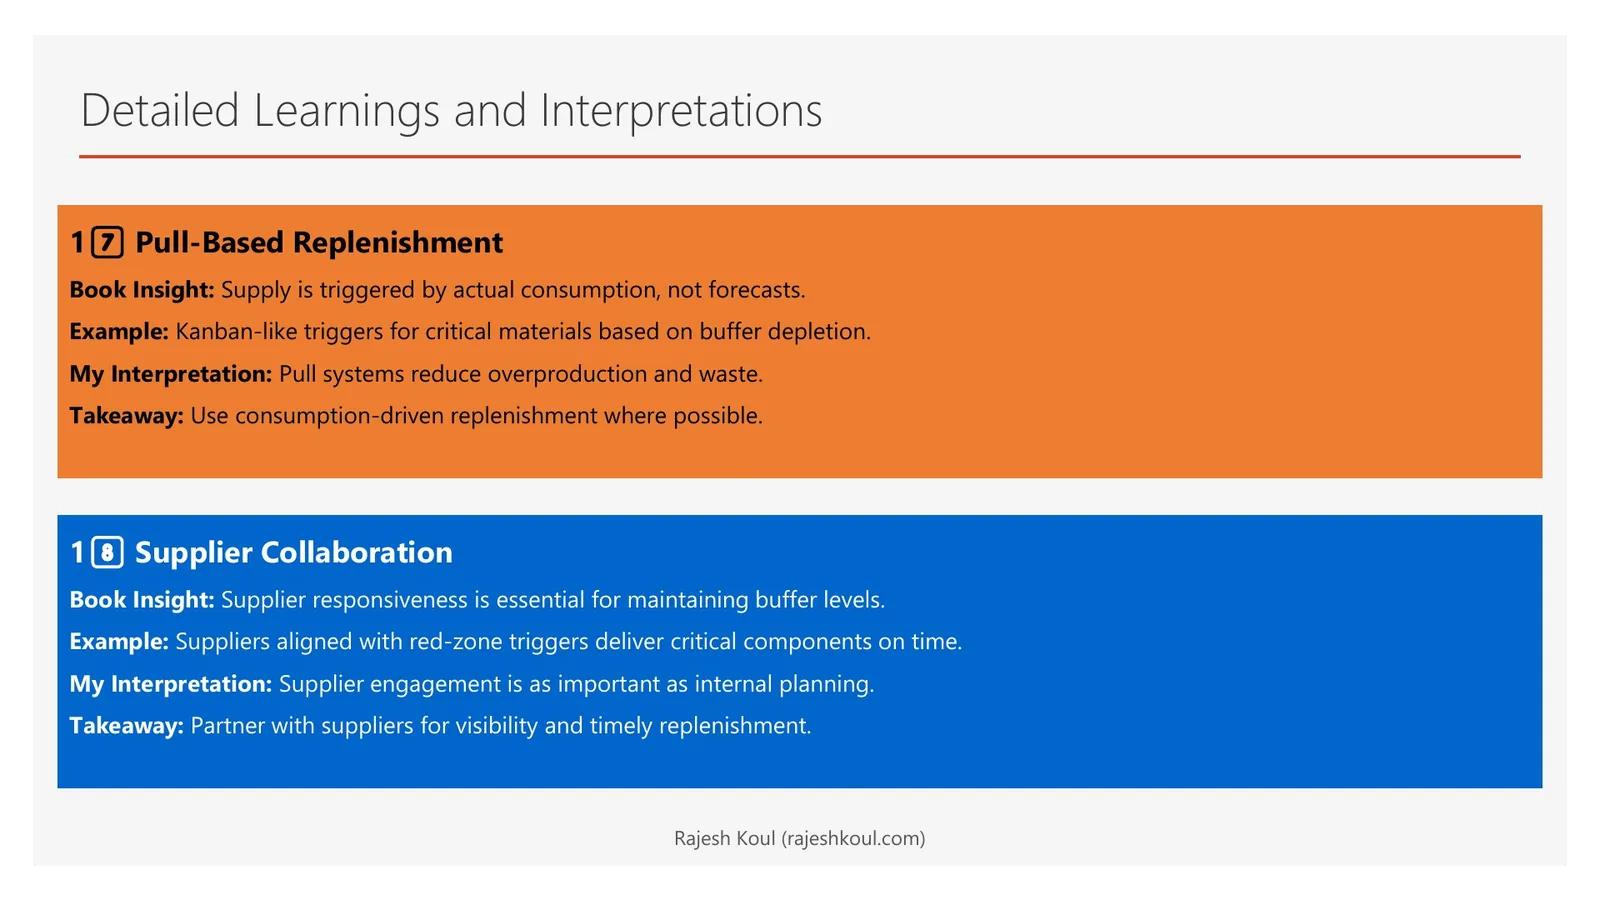 Detailed Learnings and Interpretations
17️⃣ Pull-Based Replenishment
Book Insight: Supply is triggered by actual consumption, not forecasts.
Example: Kanban-like triggers for critical materials based on buffer depletion.
My Interpretation: Pull systems reduce overproduction and waste.
Takeaway: Use consumption-driven replenishment where possible.
18️⃣ Supplier Collaboration
Book Insight: Supplier responsiveness is essential for maintaining buffer levels.
Example: Suppliers aligned with red-zone triggers deliver critical components on time.
My Interpretation: Supplier engagement is as important as internal planning.
Takeaway: Partner with suppliers for visibility and timely replenishment.
Rajesh Koul (rajeshkoul.com)